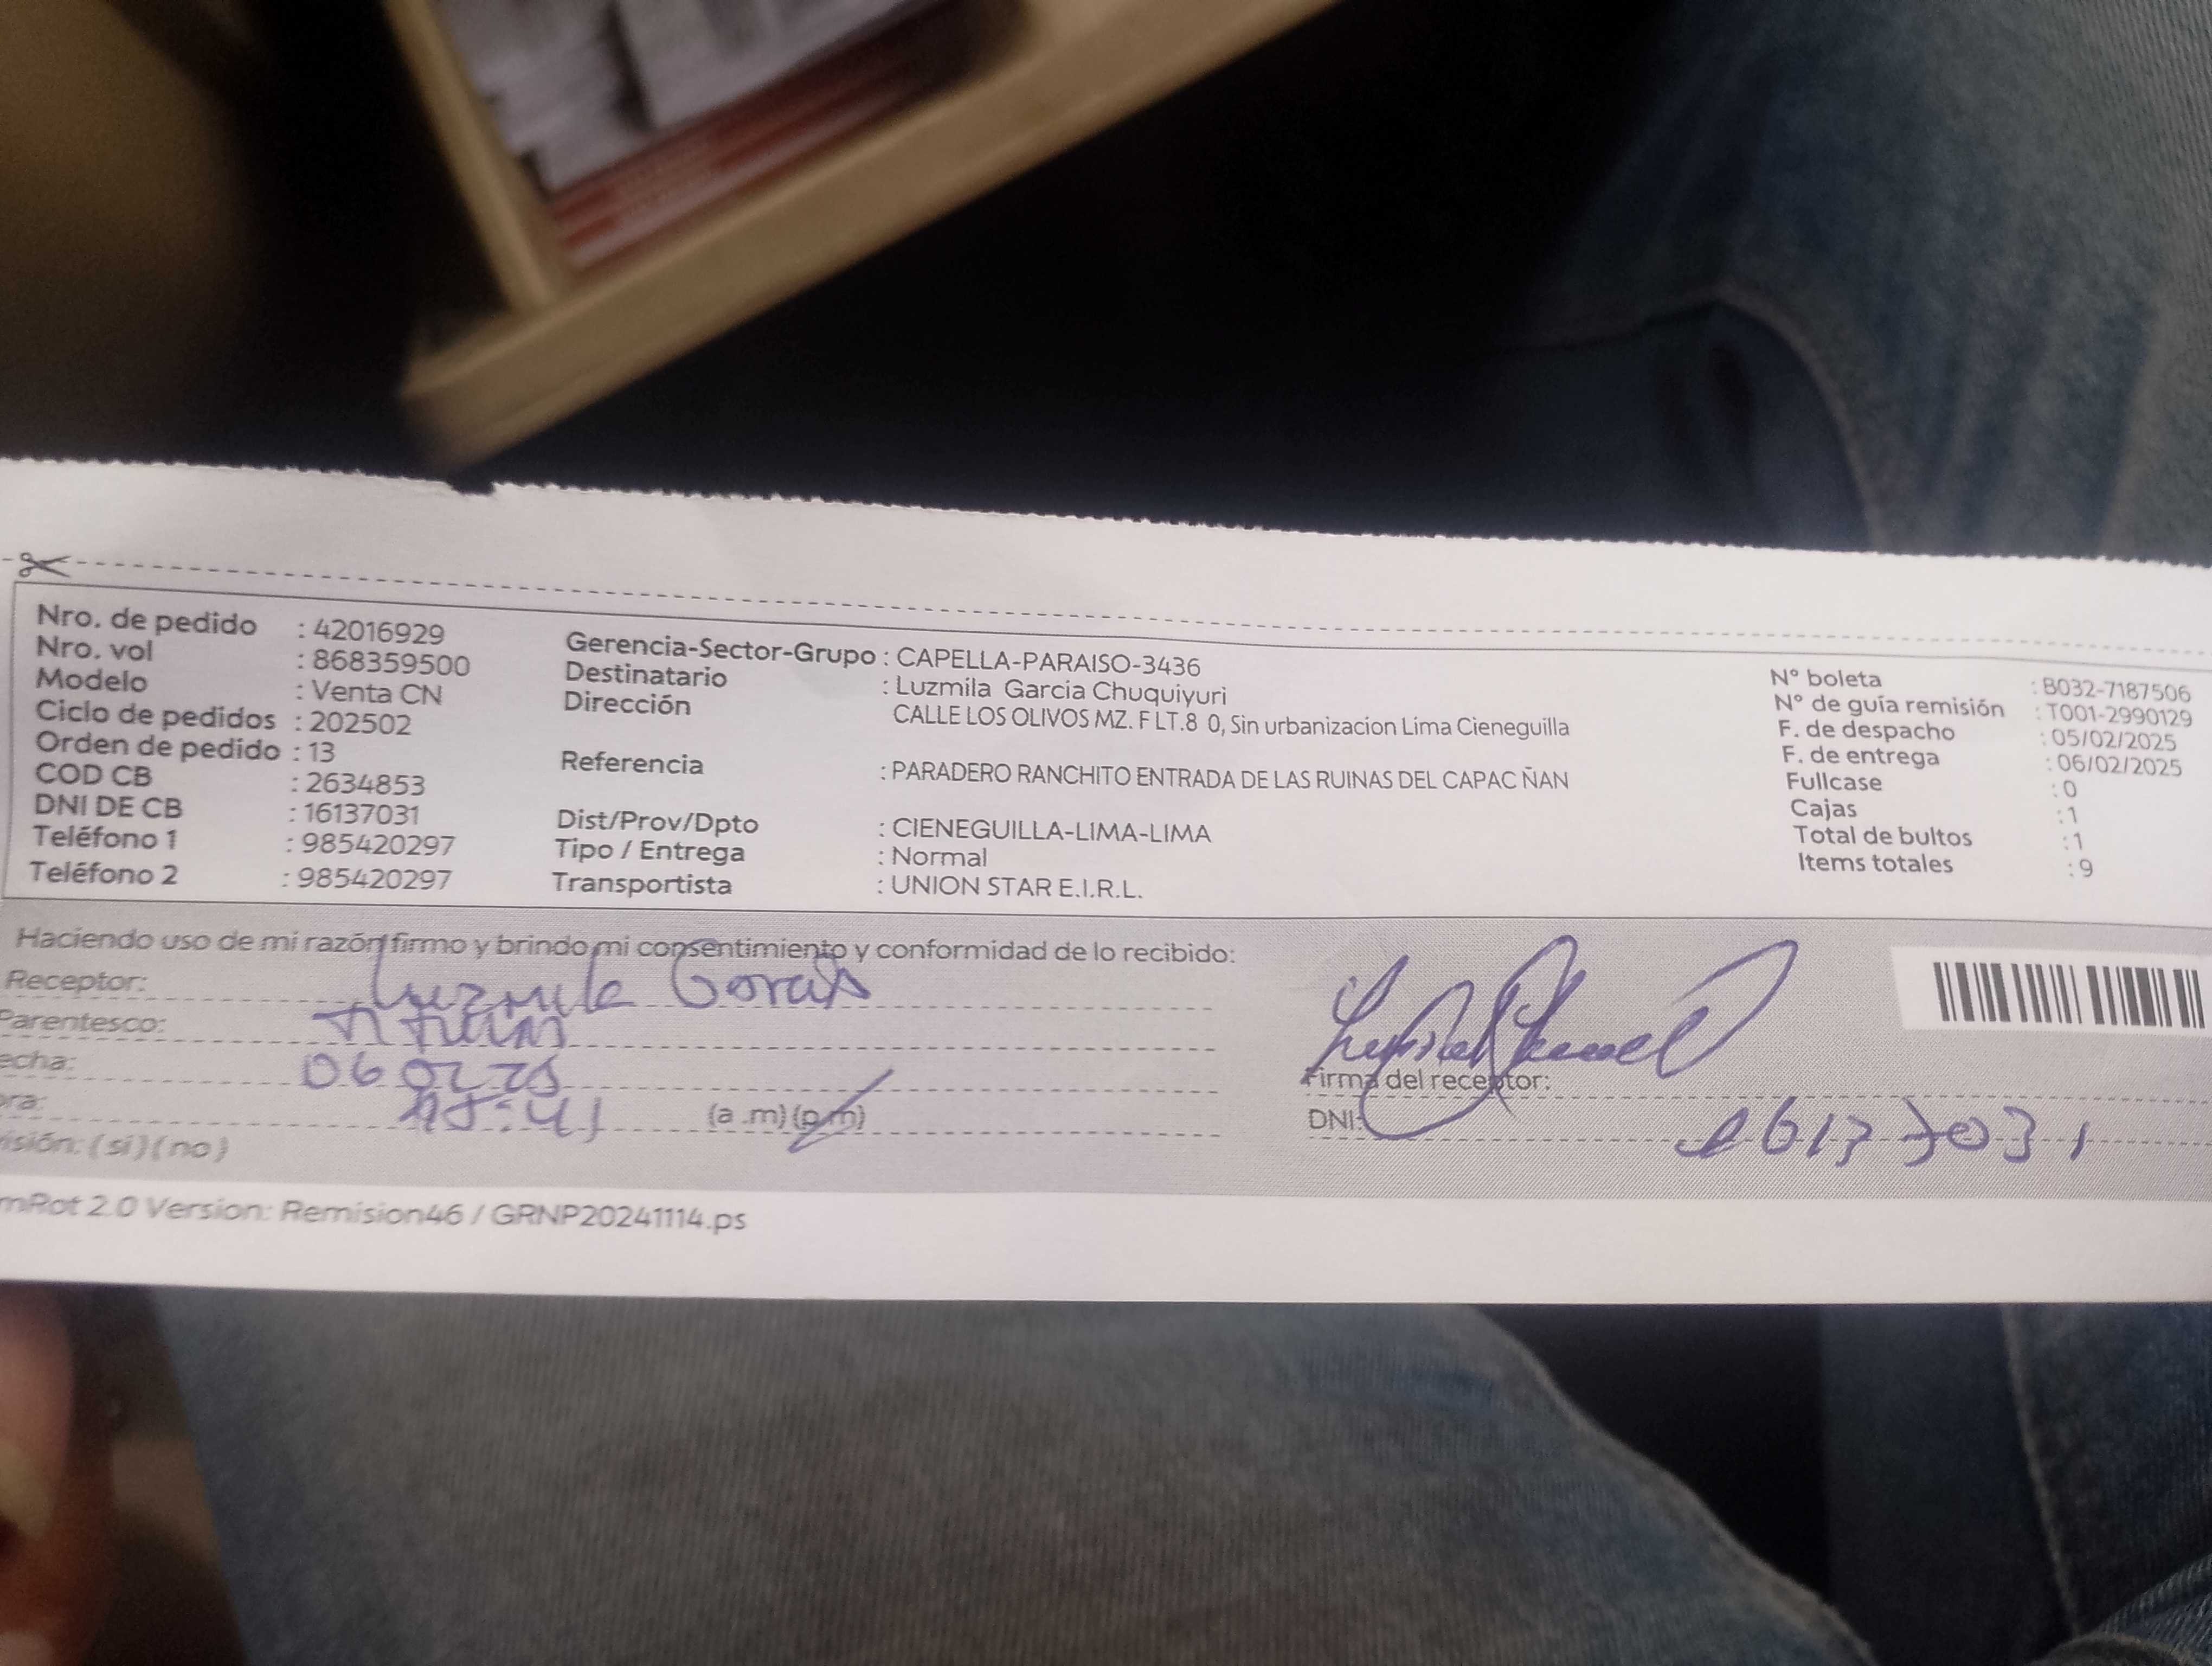 Nro. de pedido : 42016929
Nro. vol : 868359500
Modelo : Venta CN
Ciclo de pedidos : 202502
Orden de pedido : 13
COD CB : 2634853
DNI DE CB : 16137031
Teléfono 1 : 985420297
Teléfono 2 : 985420297
Gerencia-Sector-Grupo : CAPELLA-PARAISO-3436
Destinatario : Luzmila Garcia Chuquiyuri
Dirección CALLE LOS OLIVOS MZ. F LT.8 0, Sin urbanizacion Lima Cieneguilla
Referencia : PARADERO RANCHITO ENTRADA DE LAS RUINAS DEL CAPAC ÑAN
Dist/Prov/Dpto : CIENEGUILLA-LIMA-LIMA
Tipo / Entrega : Normal
Transportista : UNION STAR E.I.R.L.
N° boleta : B032-7187506
N° de guía remisión : T001-2990129
F. de despacho : 05/02/2025
F. de entrega : 06/02/2025
Fullcase : 0
Cajas : 1
Total de bultos : 1
Items totales : 9
Haciendo uso de mi razón firmo y brindo mi consentimiento y conformidad de lo recibido:
Receptor: Luzmila
Parentesco:
echa: 06 02 25
ora: 15:41 (a .m) (p.m)
isión: (si) (no)
Firma del receptor:
DNI: 16137031
mRot 2.0 Version: Remision46 / GRNP20241114.ps